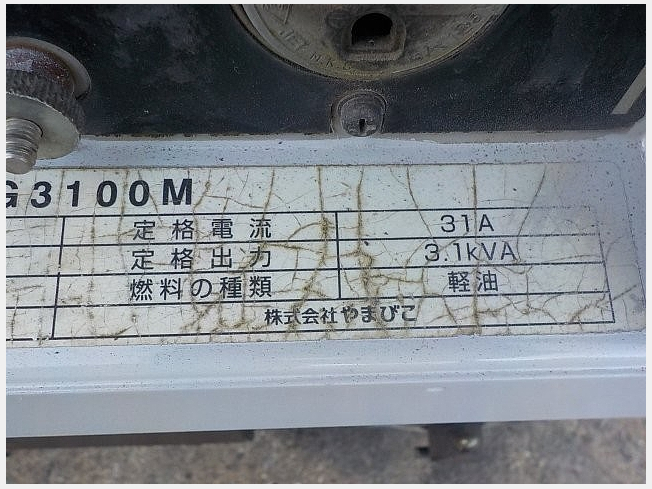 G3100M
定格電流 31A
定格出力 3.1kVA
燃料の種類 軽油
株式会社やまびこ